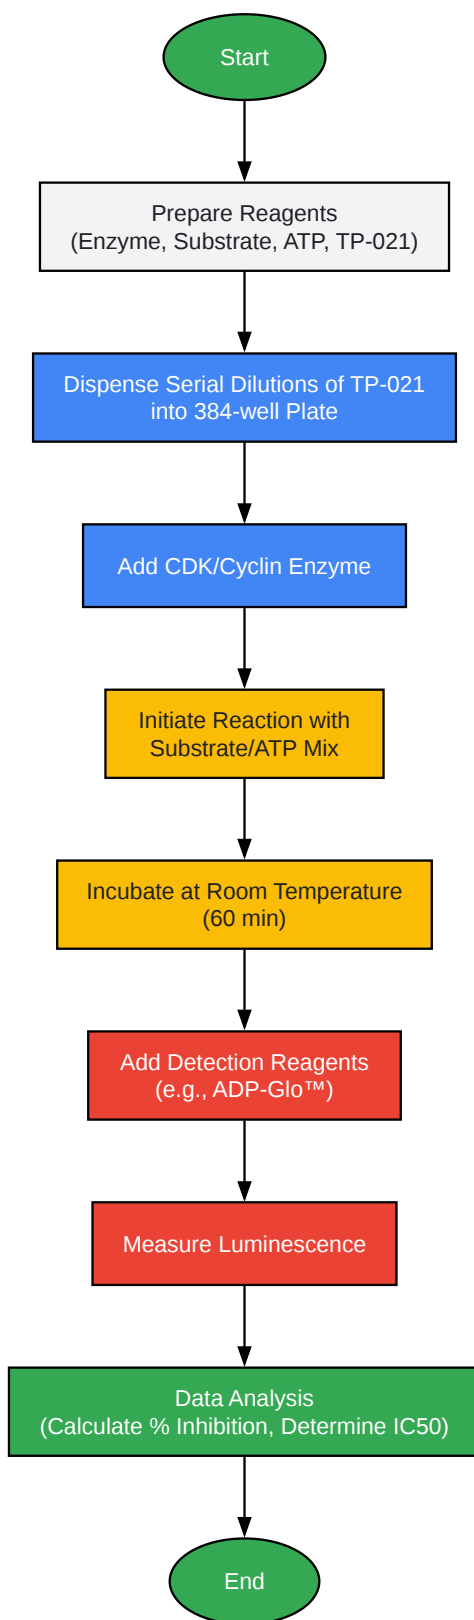 Start
Prepare Reagents
(Enzyme, Substrate, ATP, TP-021)
Dispense Serial Dilutions of TP-021
into 384-well Plate
Add CDK/Cyclin Enzyme
Initiate Reaction with
Substrate/ATP Mix
Incubate at Room Temperature
(60 min)
Add Detection Reagents
(e.g., ADP-Glo™)
Measure Luminescence
Data Analysis
(Calculate % Inhibition, Determine IC50)
End